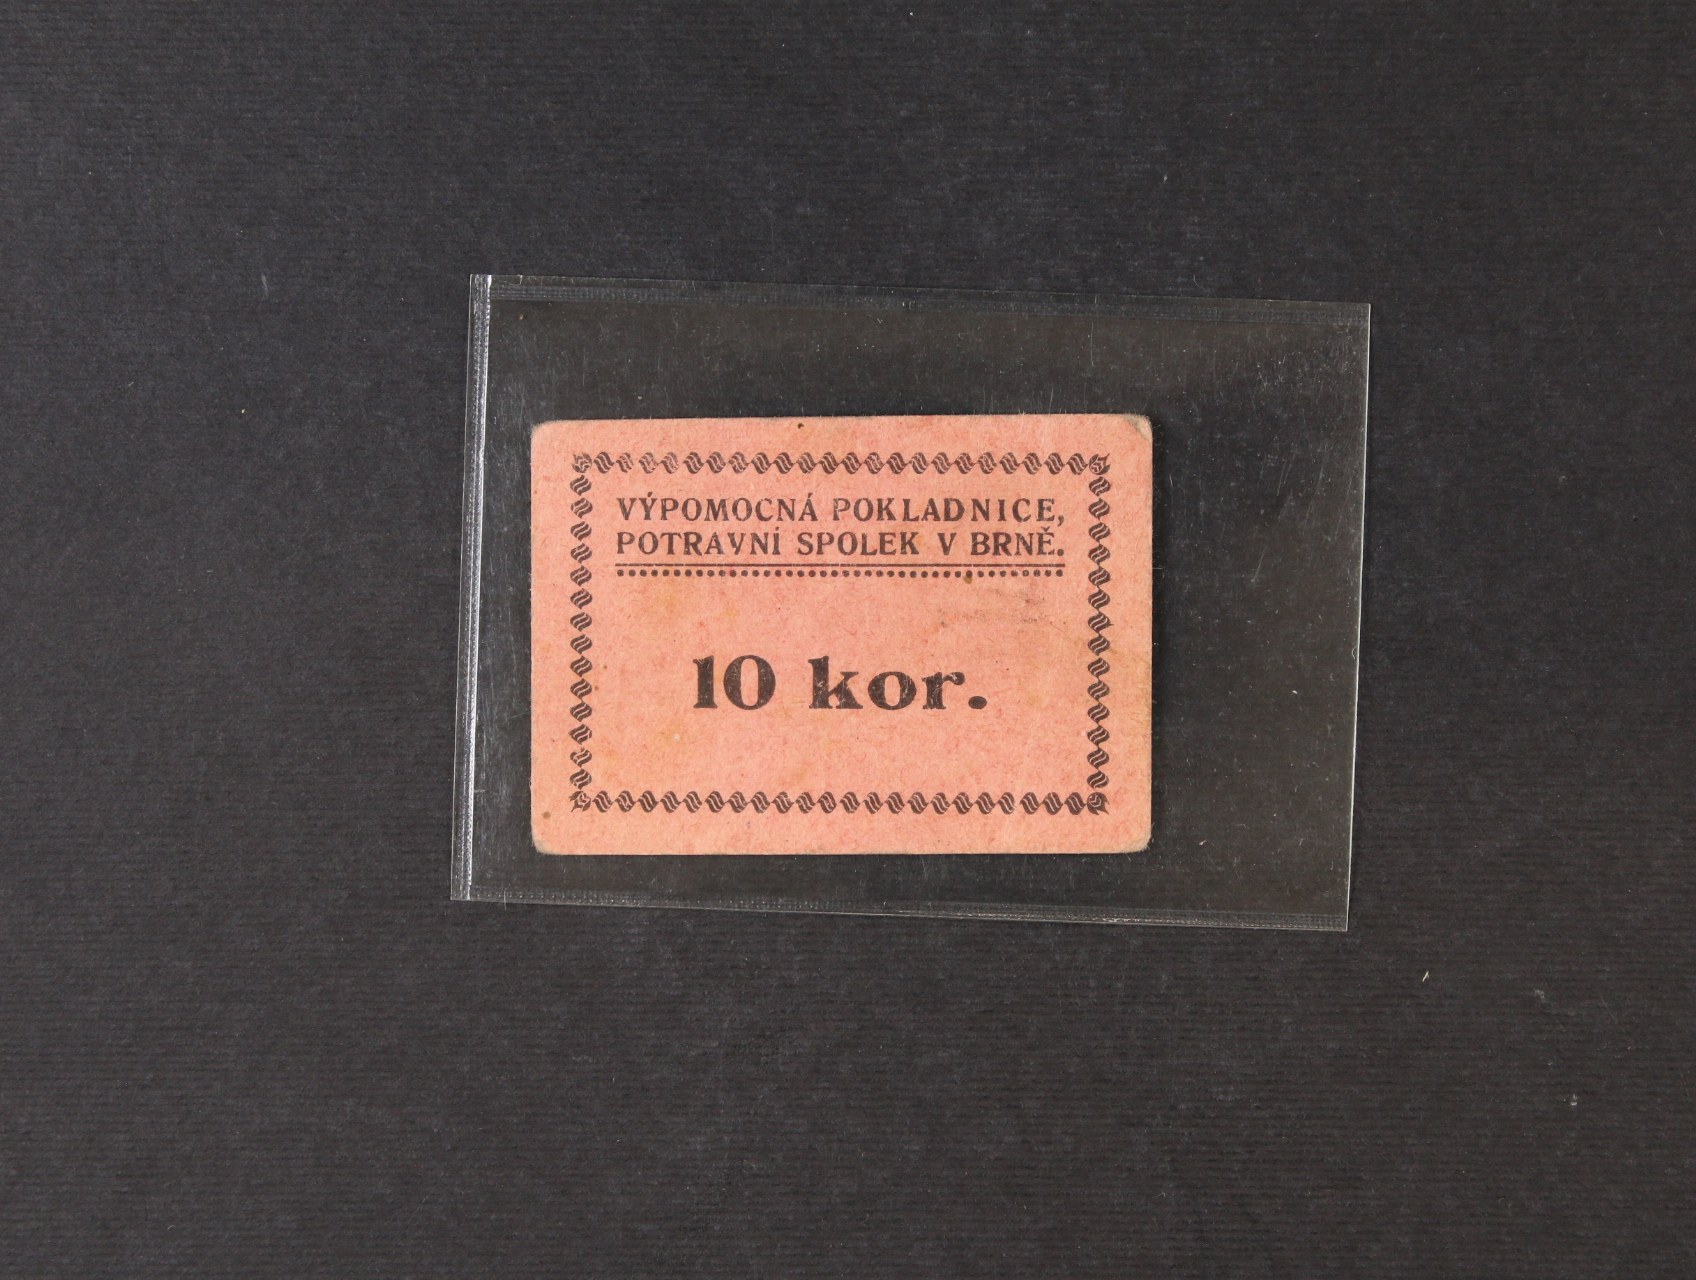 VÝPOMOCNÁ POKLADNICE,
POTRAVNÍ SPOLEK V BRNĚ.
10 kor.